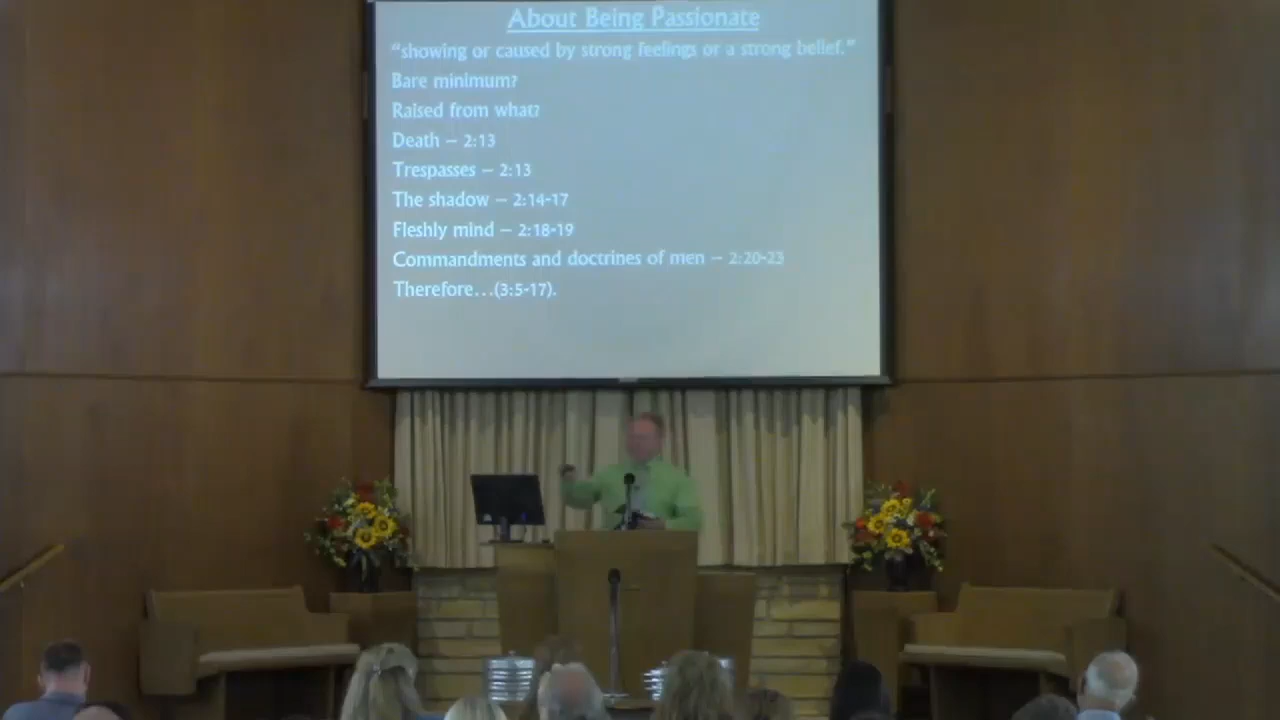 About Being Passionate
“showing or caused by strong feelings or a strong belief.”
Bare minimum?
Raised from what?
Death – 2:13
Trespasses – 2:13
The shadow – 2:14-17
Fleshly mind – 2:18-19
Commandments and doctrines of men – 2:20-23
Therefore…(3:5-17).